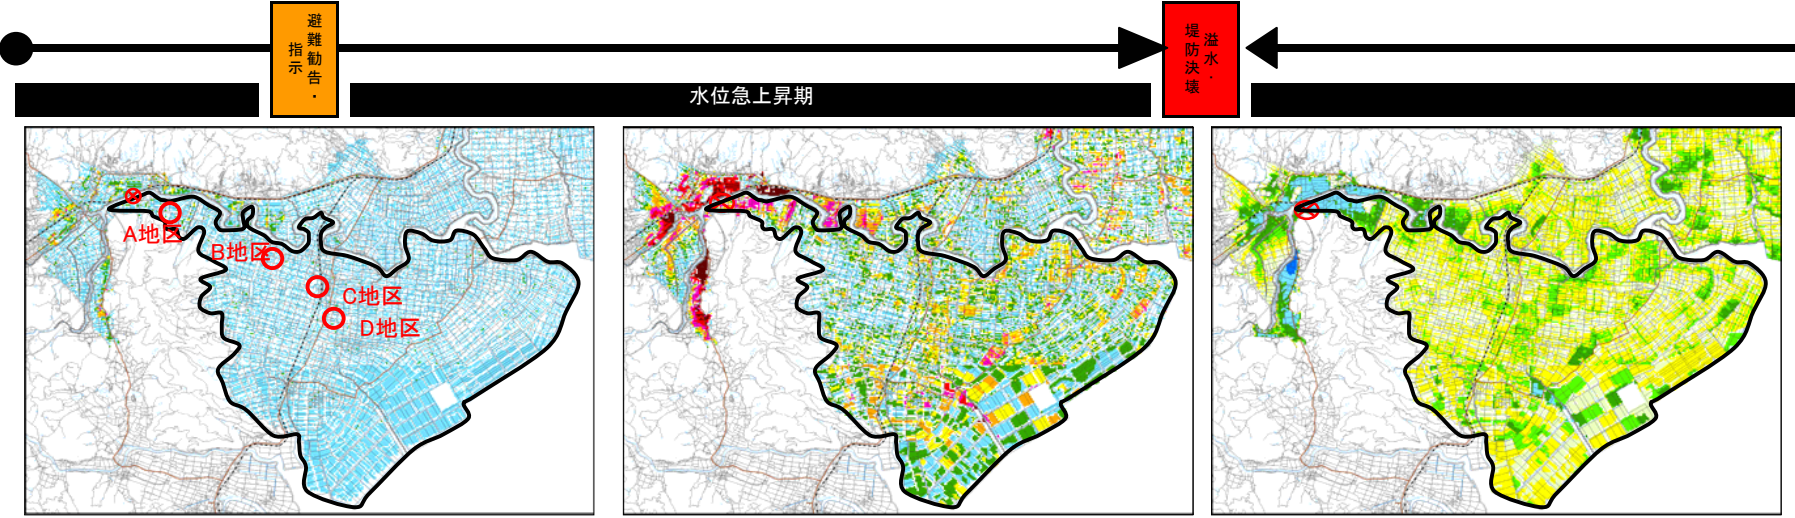 避難勧告・
指示
水位急上昇期
溢水・
堤防決壊
A地区
B地区
C地区
D地区